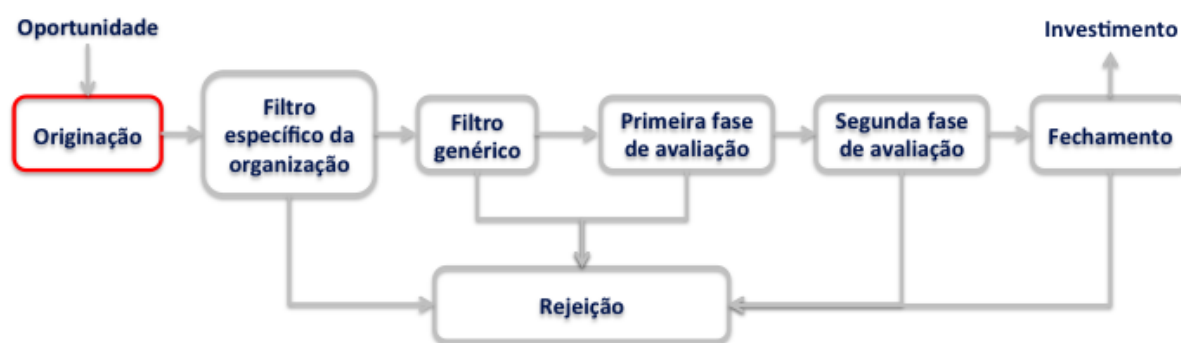 Oportunidade
Investimento
Originação
Filtro
específico da
organização
Filtro
genérico
Primeira fase
de avaliação
Segunda fase
de avaliação
Fechamento
Rejeição